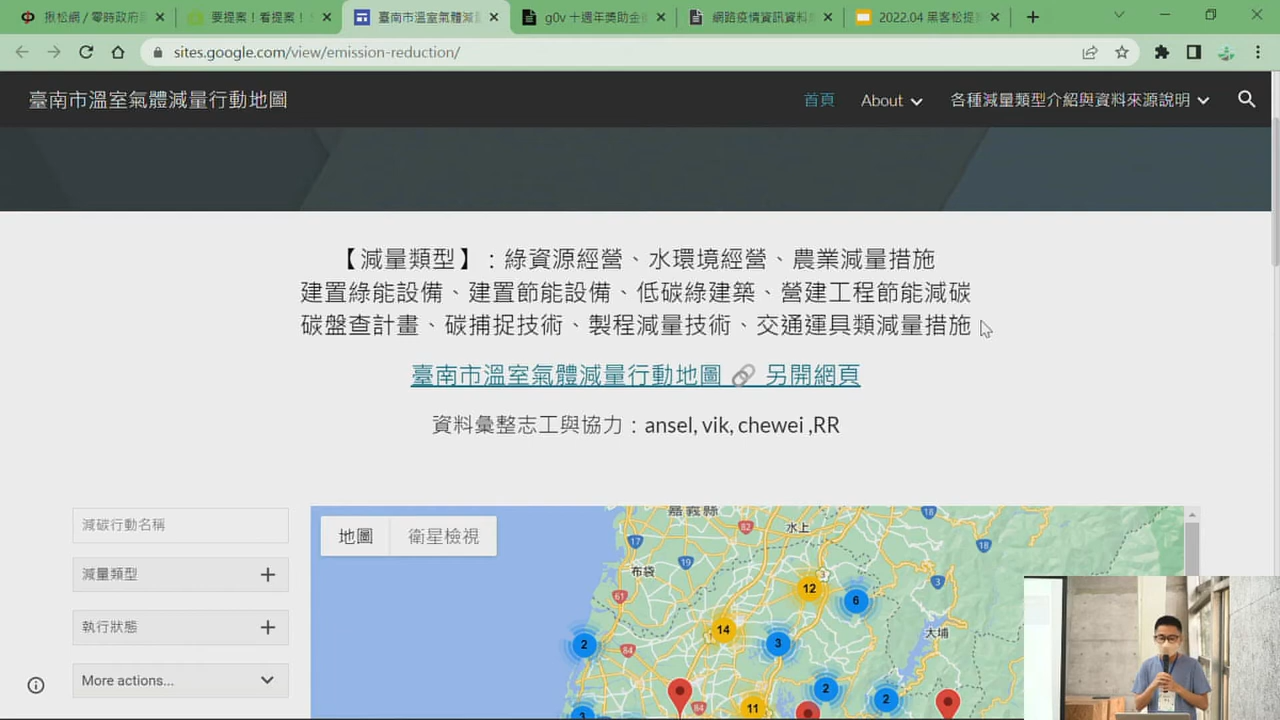 揪松網 / 零時政府
要提案！看提案！
臺南市溫室氣體減
g0v 十週年獎助金
網路疫情資訊資料
2022.04 黑客松提
sites.google.com/view/emission-reduction/
臺南市溫室氣體減量行動地圖
首頁
About
各種減量類型介紹與資料來源說明
【減量類型】：綠資源經營、水環境經營、農業減量措施
建置綠能設備、建置節能設備、低碳綠建築、營建工程節能減碳
碳盤查計畫、碳捕捉技術、製程減量技術、交通運具類減量措施
臺南市溫室氣體減量行動地圖 🔗 另開網頁
資料彙整志工與協力：ansel, vik, chewei ,RR
減碳行動名稱
減量類型
執行狀態
More actions...
地圖
衛星檢視
嘉義縣
水上
82
18
17
18
19
布袋
61
3
3
12
6
14
84
2
3
大埔
2
2
11
84
3